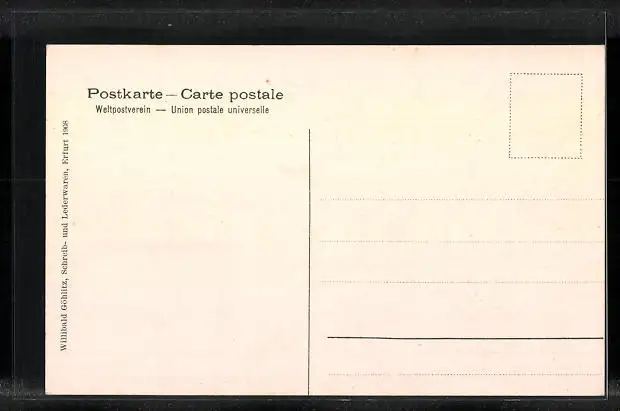 Postkarte — Carte postale
Weltpostverein — Union postale universelle
Willibald Göhlitz, Schreib- und Lederwaren, Erfurt 1908